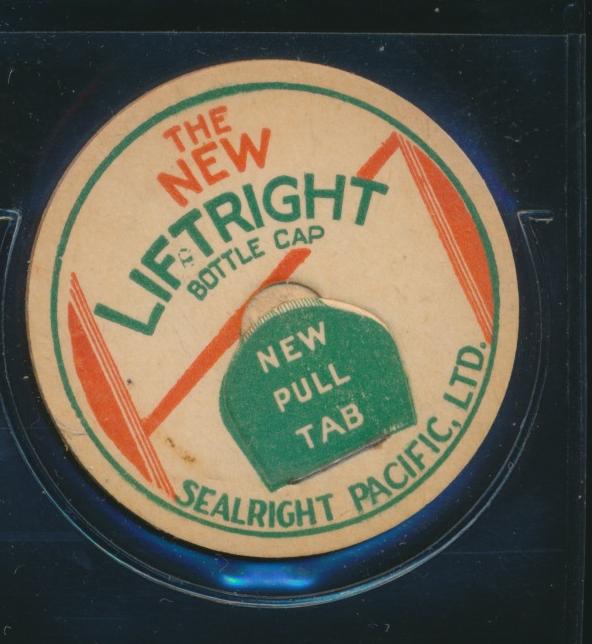 THE
NEW
LIFTRIGHT
BOTTLE CAP
NEW
PULL
TAB
SEALRIGHT PACIFIC, LTD.